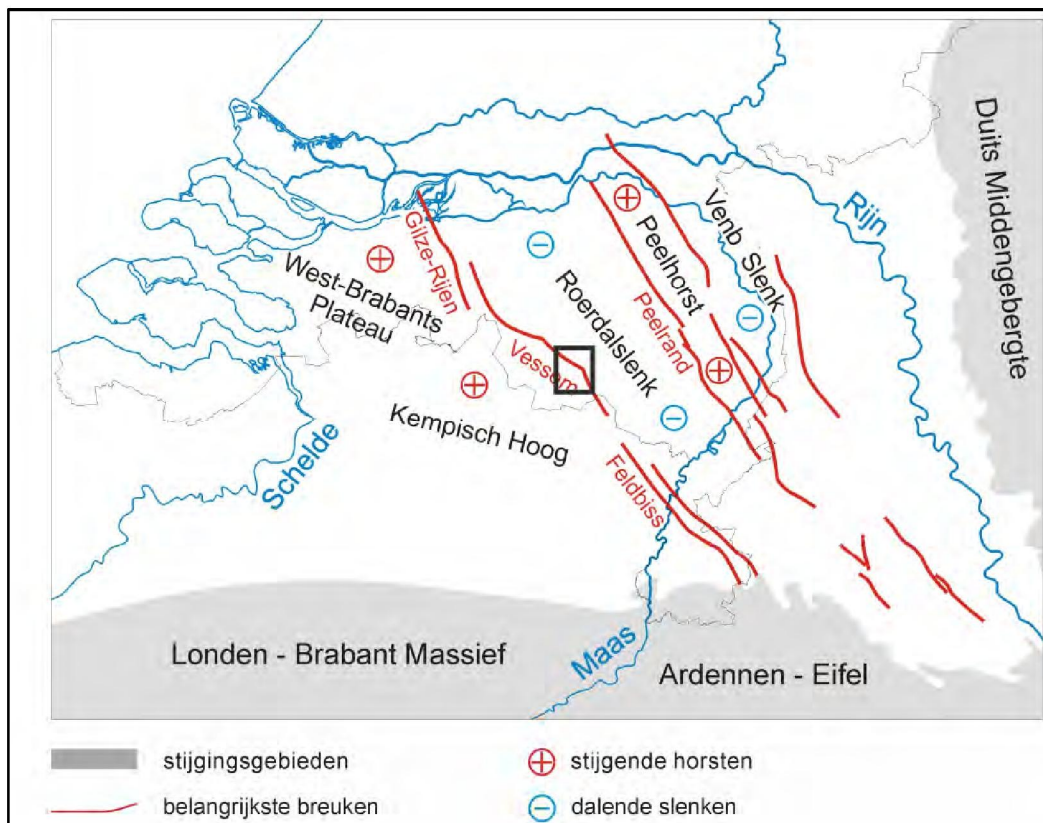 Duits Middengebergte
Rijn
Venb Slenk
Peelhorst
Gilze-Rijen
West-Brabants
Plateau
Roerdalslenk
Peelrand
Vessem
Kempisch Hoog
Schelde
Feldbiss
Maas
Londen - Brabant Massief
Ardennen - Eifel
stijgingsgebieden
stijgende horsten
belangrijkste breuken
dalende slenken